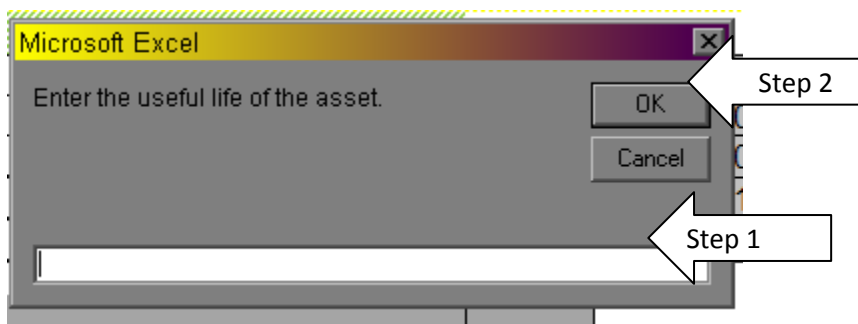 Microsoft Excel
Step 2
Enter the useful life of the asset.
OK
Cancel
Step 1